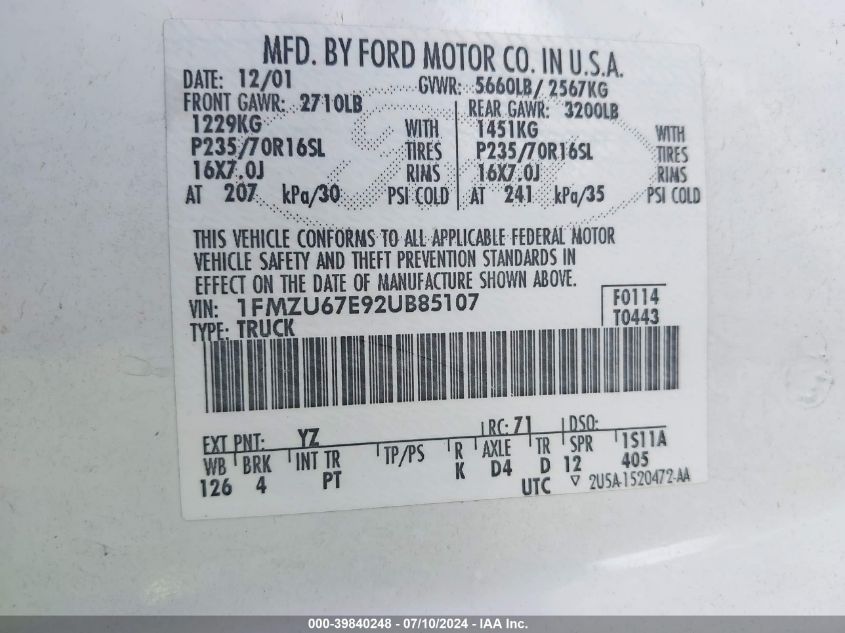 MFD. BY FORD MOTOR CO. IN U.S.A.
DATE: 12/01 GVWR: 5660LB/ 2567KG
FRONT GAWR: 2710LB REAR GAWR: 3200LB
1229KG WITH 1451KG WITH
P235/70R16SL TIRES P235/70R16SL TIRES
16X7.0J RIMS 16X7.0J RIMS
AT 207 kPa/30 PSI COLD AT 241 kPa/35 PSI COLD
THIS VEHICLE CONFORMS TO ALL APPLICABLE FEDERAL MOTOR
VEHICLE SAFETY AND THEFT PREVENTION STANDARDS IN
EFFECT ON THE DATE OF MANUFACTURE SHOWN ABOVE.
VIN: 1FMZU67E92UB85107 F0114
TYPE: TRUCK T0443
EXT PNT: YZ RC: 71 DSO:
WB BRK INT TR TP/PS R AXLE TR SPR 1S11A
126 4 PT K D4 D 12 405
UTC ▽ 2U5A-1520472-AA
000-39840248 - 07/10/2024 - IAAI Inc.